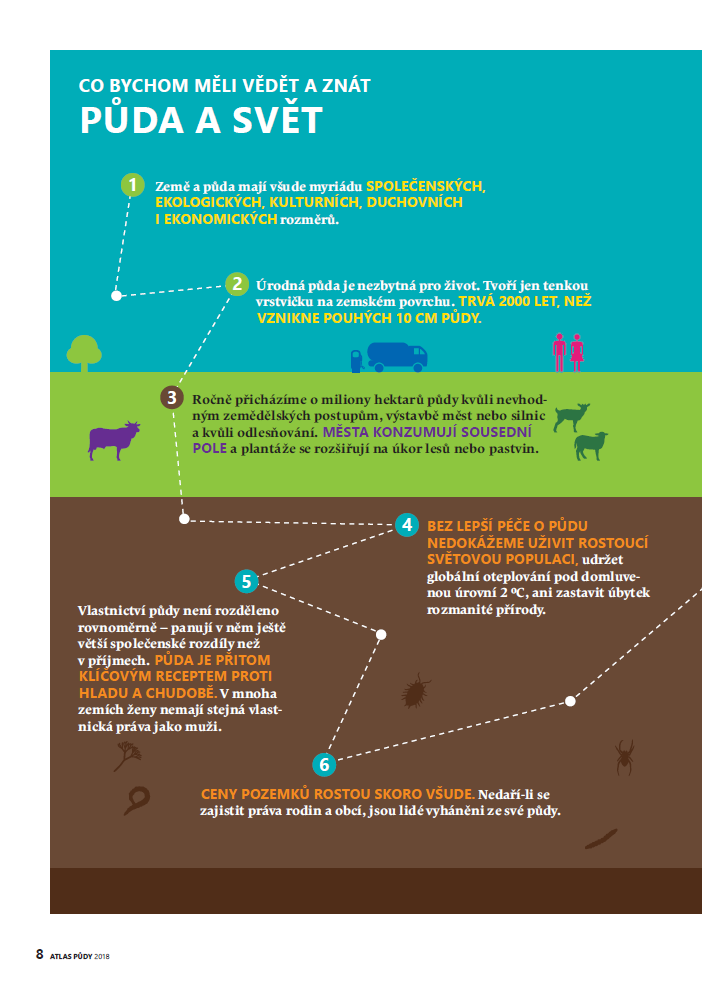 CO BYCHOM MĚLI VĚDĚT A ZNÁT
PŮDA A SVĚT
1
Země a půda mají všude myriádu SPOLEČENSKÝCH,
EKOLOGICKÝCH, KULTURNÍCH, DUCHOVNÍCH
I EKONOMICKÝCH rozměrů.
2
Úrodná půda je nezbytná pro život. Tvoří jen tenkou
vrstvičku na zemském povrchu. TRVÁ 2000 LET, NEŽ
VZNIKNE POUHÝCH 10 CM PŮDY.
3
Ročně přicházíme o miliony hektarů půdy kvůli nevhod-
ným zemědělských postupům, výstavbě měst nebo silnic
a kvůli odlesňování. MĚSTA KONZUMUJÍ SOUSEDNÍ
POLE a plantáže se rozšiřují na úkor lesů nebo pastvin.
4
BEZ LEPŠÍ PÉČE O PŮDU
NEDOKÁŽEME UŽIVIT ROSTOUCÍ
SVĚTOVOU POPULACI, udržet
globální oteplování pod domluve-
nou úrovní 2 ºC, ani zastavit úbytek
rozmanité přírody.
5
Vlastnictví půdy není rozděleno
rovnoměrně – panují v něm ještě
větší společenské rozdíly než
v příjmech. PŮDA JE PŘITOM
KLÍČOVÝM RECEPTEM PROTI
HLADU A CHUDOBĚ. V mnoha
zemích ženy nemají stejná vlast-
nická práva jako muži.
6
CENY POZEMKŮ ROSTOU SKORO VŠUDE. Nedaří-li se
zajistit práva rodin a obcí, jsou lidé vyháněni ze své půdy.
8 ATLAS PŮDY 2018